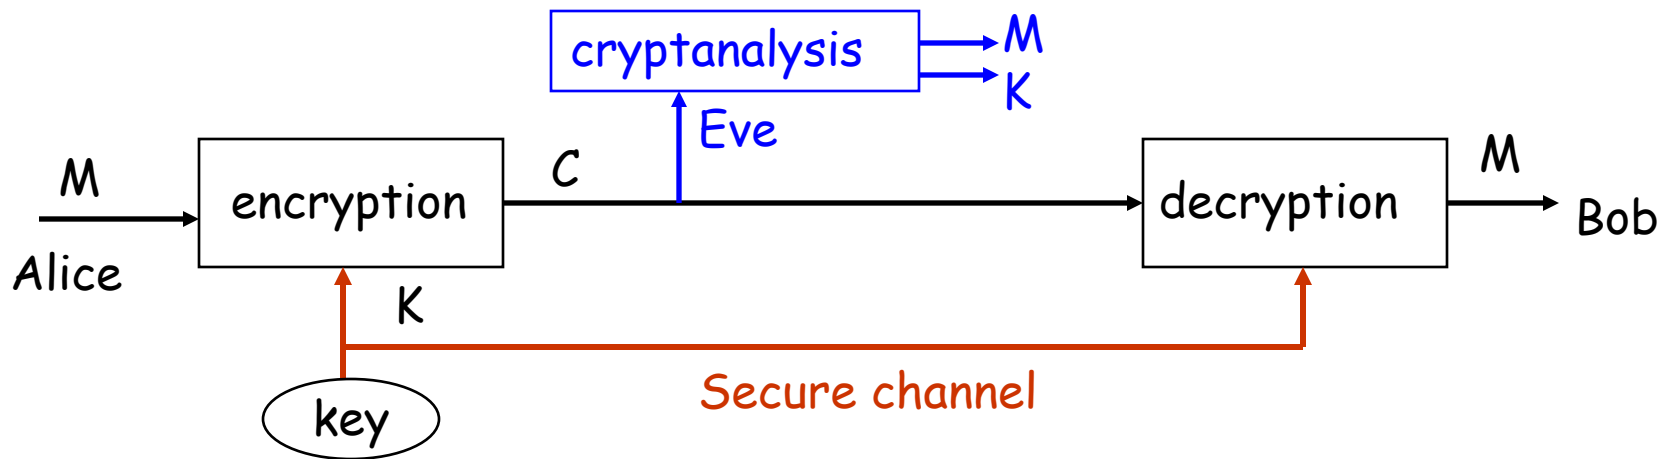 cryptanalysis
M
K
Eve
M
encryption
C
decryption
M
Bob
Alice
K
Secure channel
key